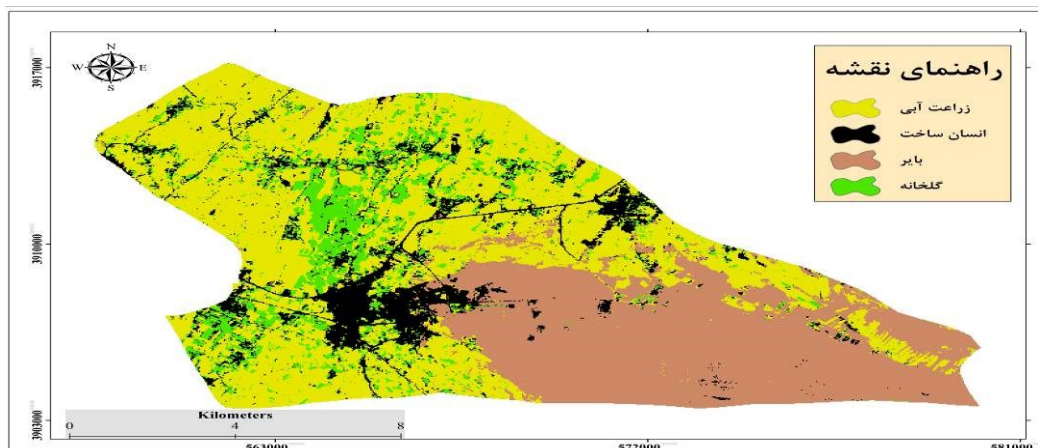 N
W E
S
راهنمای نقشه
زراعت آبی
انسان ساخت
بایر
گلخانه
3917000
3910000
3903000
Kilometers
0 4 8
563000 572000 581000